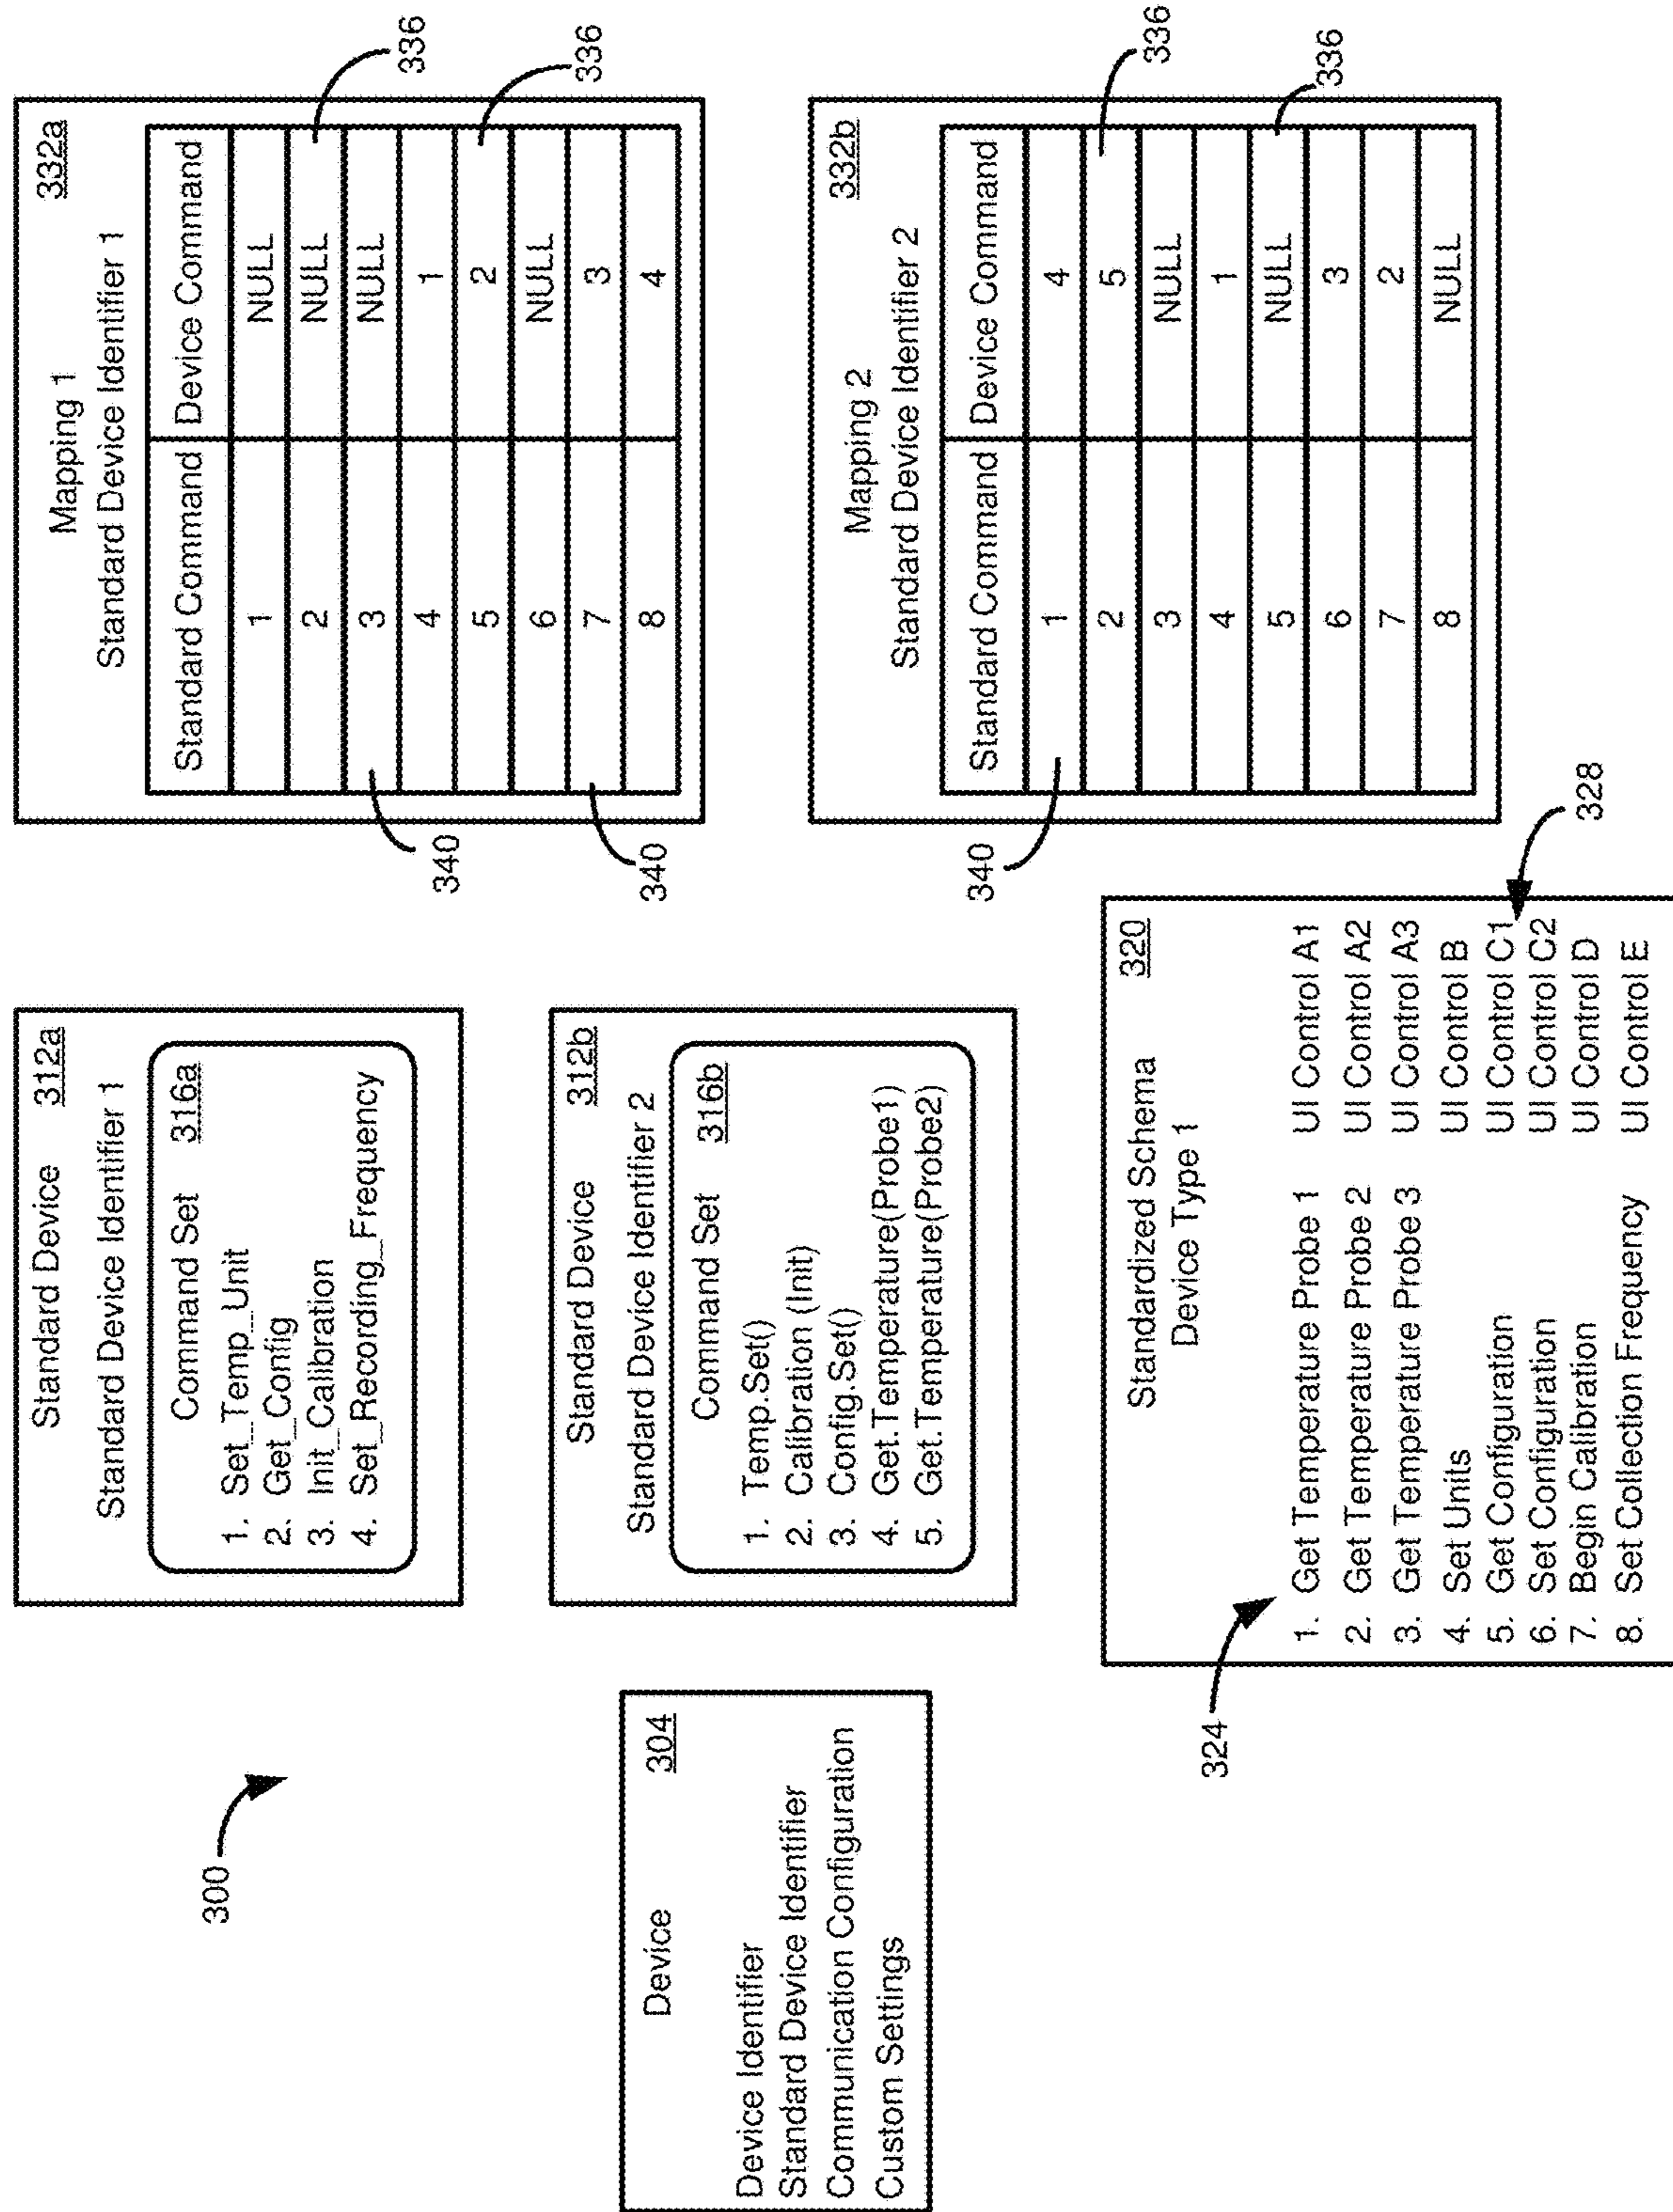 300
Device 304
Device Identifier
Standard Device Identifier
Communication Configuration
Custom Settings
Standard Device 312a
Standard Device Identifier 1
Command Set 316a
1. Set_Temp_Unit
2. Get_Config
3. Init_Calibration
4. Set_Recording_Frequency
Standard Device 312b
Standard Device Identifier 2
Command Set 316b
1. Temp.Set()
2. Calibration (Init)
3. Config.Set()
4. Get.Temperature(Probe1)
5. Get.Temperature(Probe2)
324
Standardized Schema 320
Device Type 1
1. Get Temperature Probe 1 UI Control A1
2. Get Temperature Probe 2 UI Control A2
3. Get Temperature Probe 3 UI Control A3
4. Set Units UI Control B
5. Get Configuration UI Control C1
6. Set Configuration UI Control C2
7. Begin Calibration UI Control D
8. Set Collection Frequency UI Control E
328
Mapping 1 332a
Standard Device Identifier 1
Standard Command Device Command
1 NULL
2 NULL
3 NULL
4 1
5 2
6 NULL
7 3
8 4
336
336
340
340
Mapping 2 332b
Standard Device Identifier 2
Standard Command Device Command
1 4
2 5
3 NULL
4 1
5 NULL
6 3
7 2
8 NULL
336
336
340